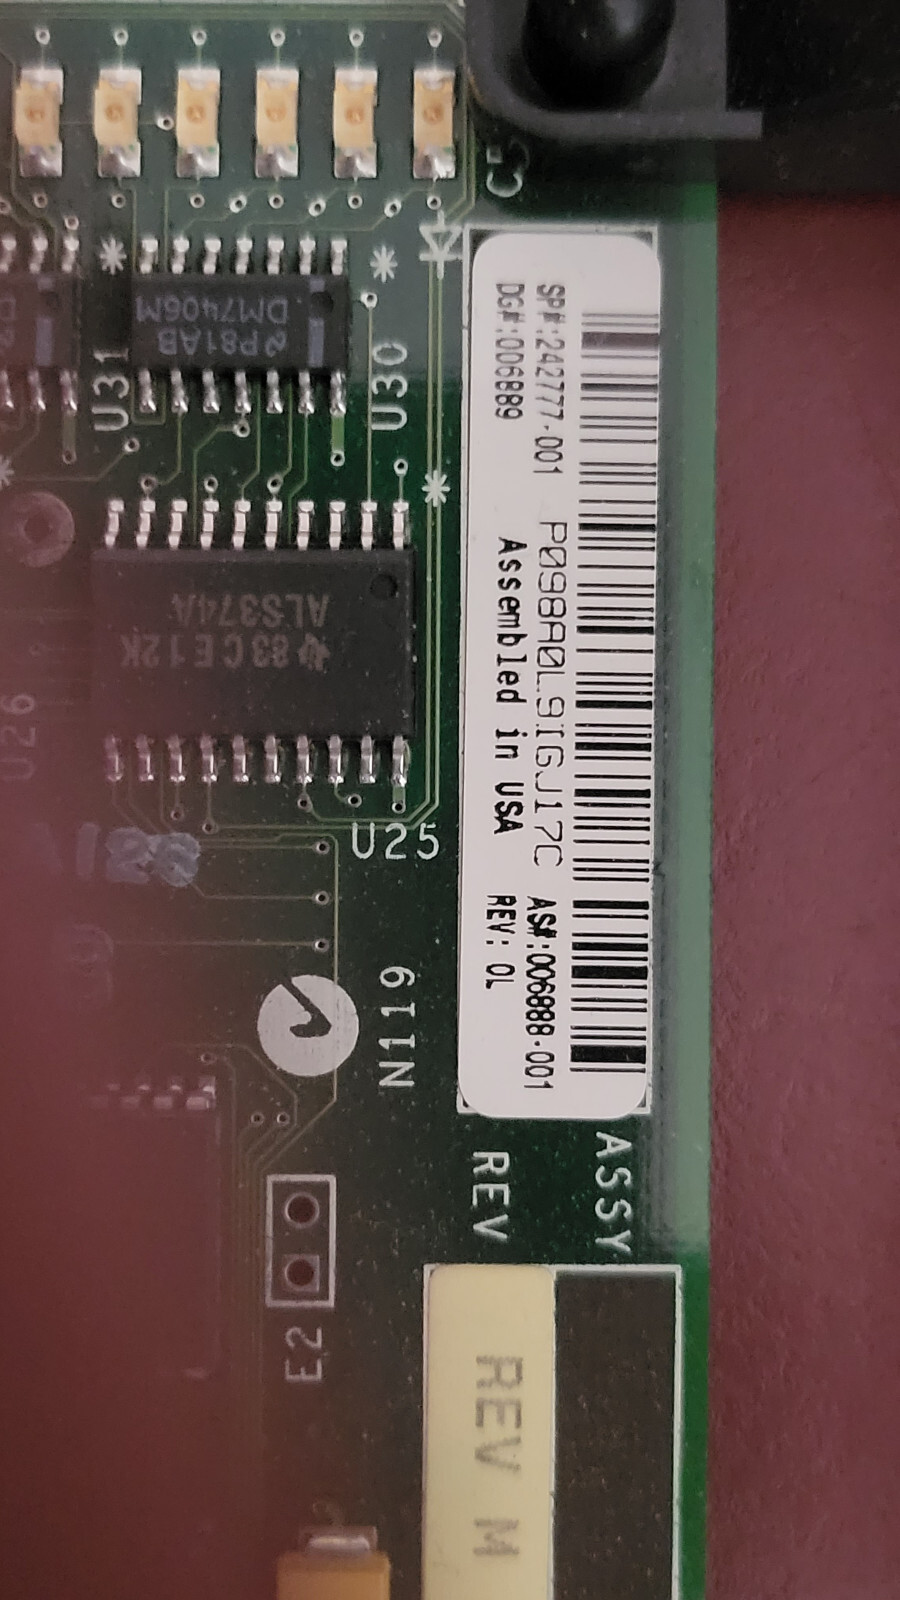 SP#:242777-001 P098A0L9IGJ17C AS#:006888-001
DG#:006889 Assembled in USA REV: 0L
ASSY
REV
REV M
C5
U31
U30
P81AB
DM7406M
83CE12K
ALS374A
U25
U26
N119
E2